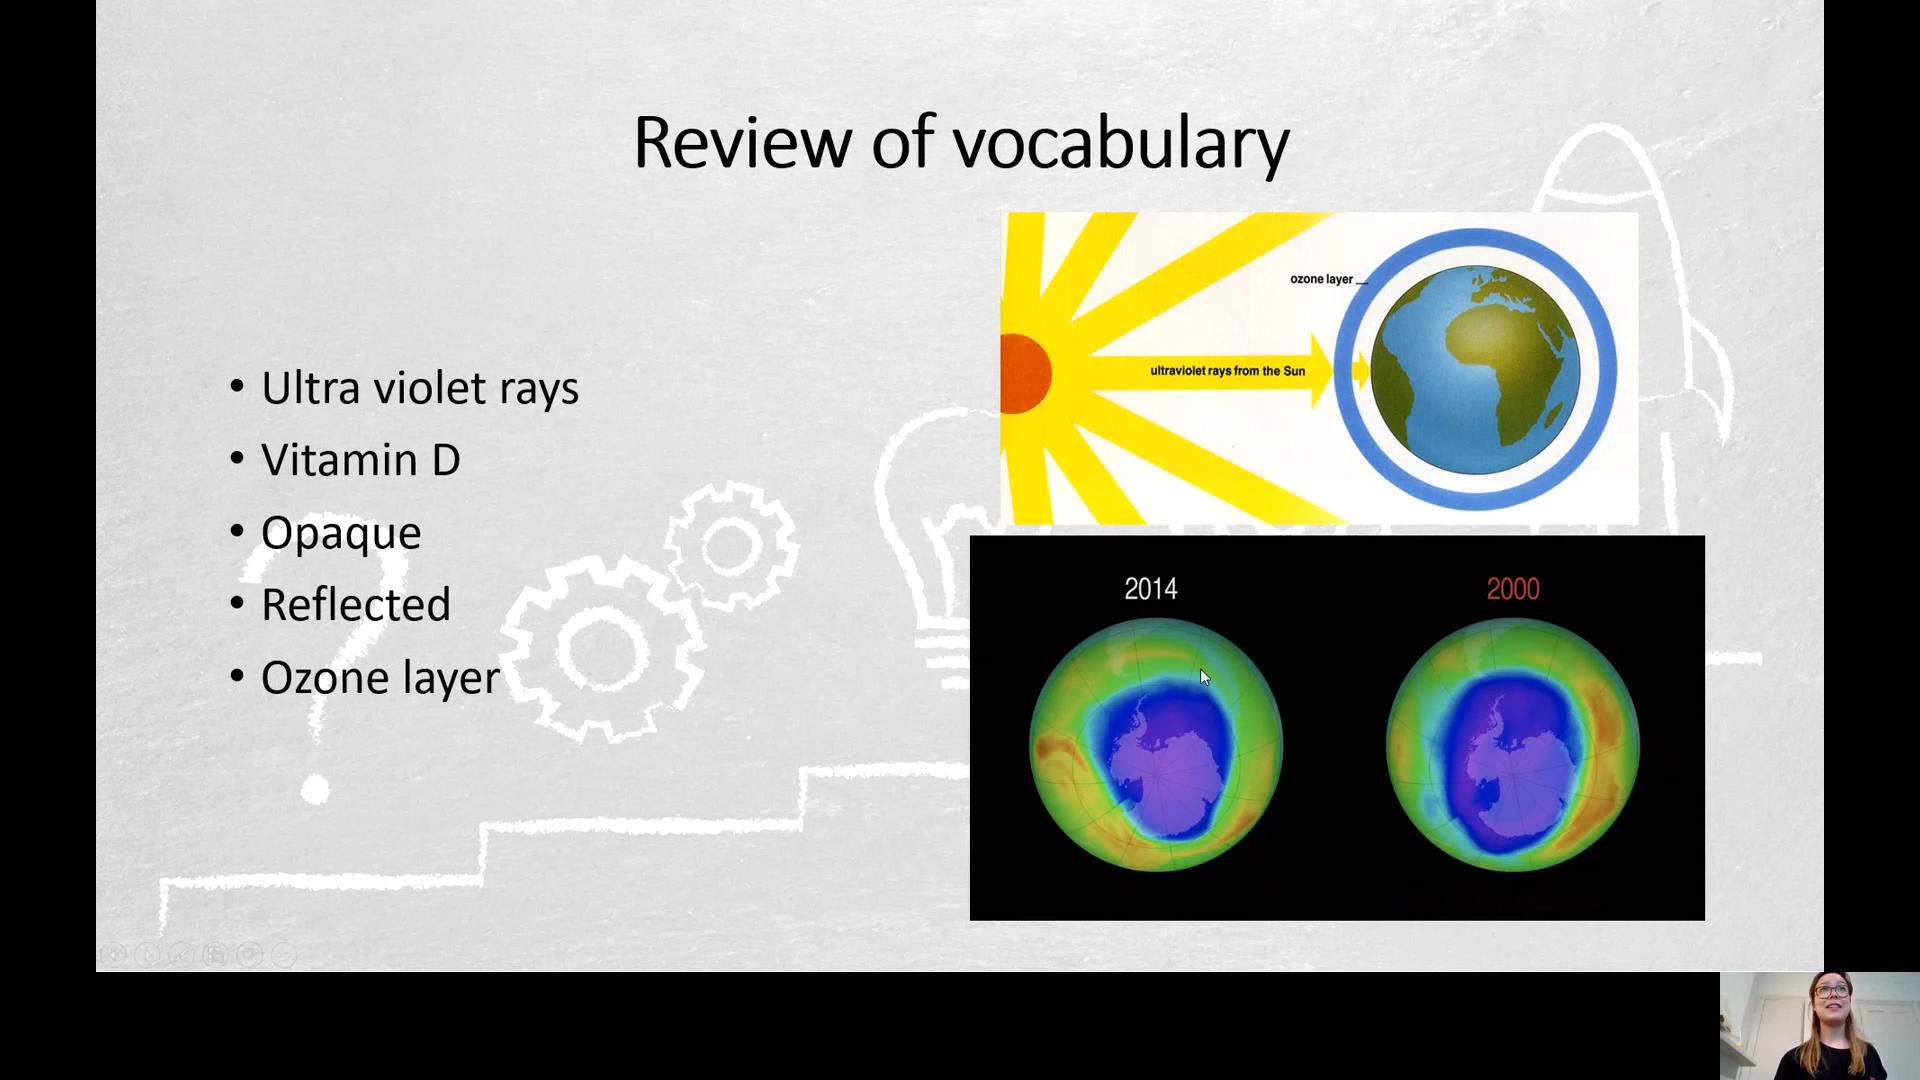 Review of vocabulary
• Ultra violet rays
• Vitamin D
• Opaque
• Reflected
• Ozone layer
ozone layer
ultraviolet rays from the Sun
2014
2000